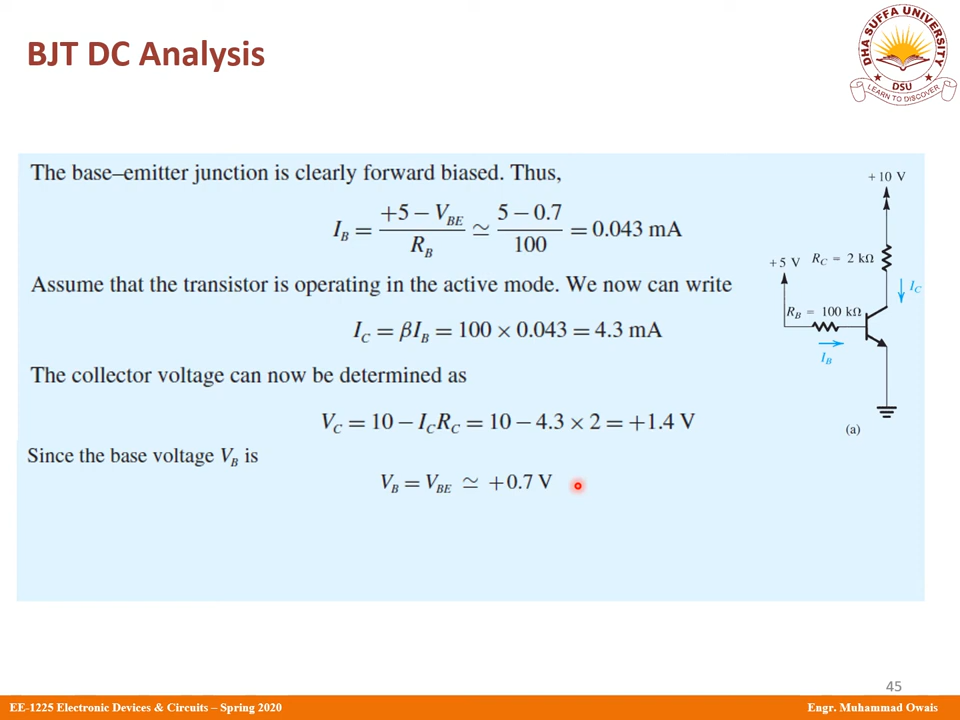 BJT DC Analysis
DHA SUFFA UNIVERSITY
DSU
LEARN TO DISCOVER
The base–emitter junction is clearly forward biased. Thus,
I_B = (+5 − V_BE) / R_B ≃ (5 − 0.7) / 100 = 0.043 mA
Assume that the transistor is operating in the active mode. We now can write
I_C = βI_B = 100 × 0.043 = 4.3 mA
The collector voltage can now be determined as
V_C = 10 − I_C R_C = 10 − 4.3 × 2 = +1.4 V
Since the base voltage V_B is
V_B = V_BE ≃ +0.7 V
+10 V
+5 V
R_C = 2 kΩ
I_C
R_B = 100 kΩ
I_B
(a)
45
EE-1225 Electronic Devices & Circuits – Spring 2020
Engr. Muhammad Owais